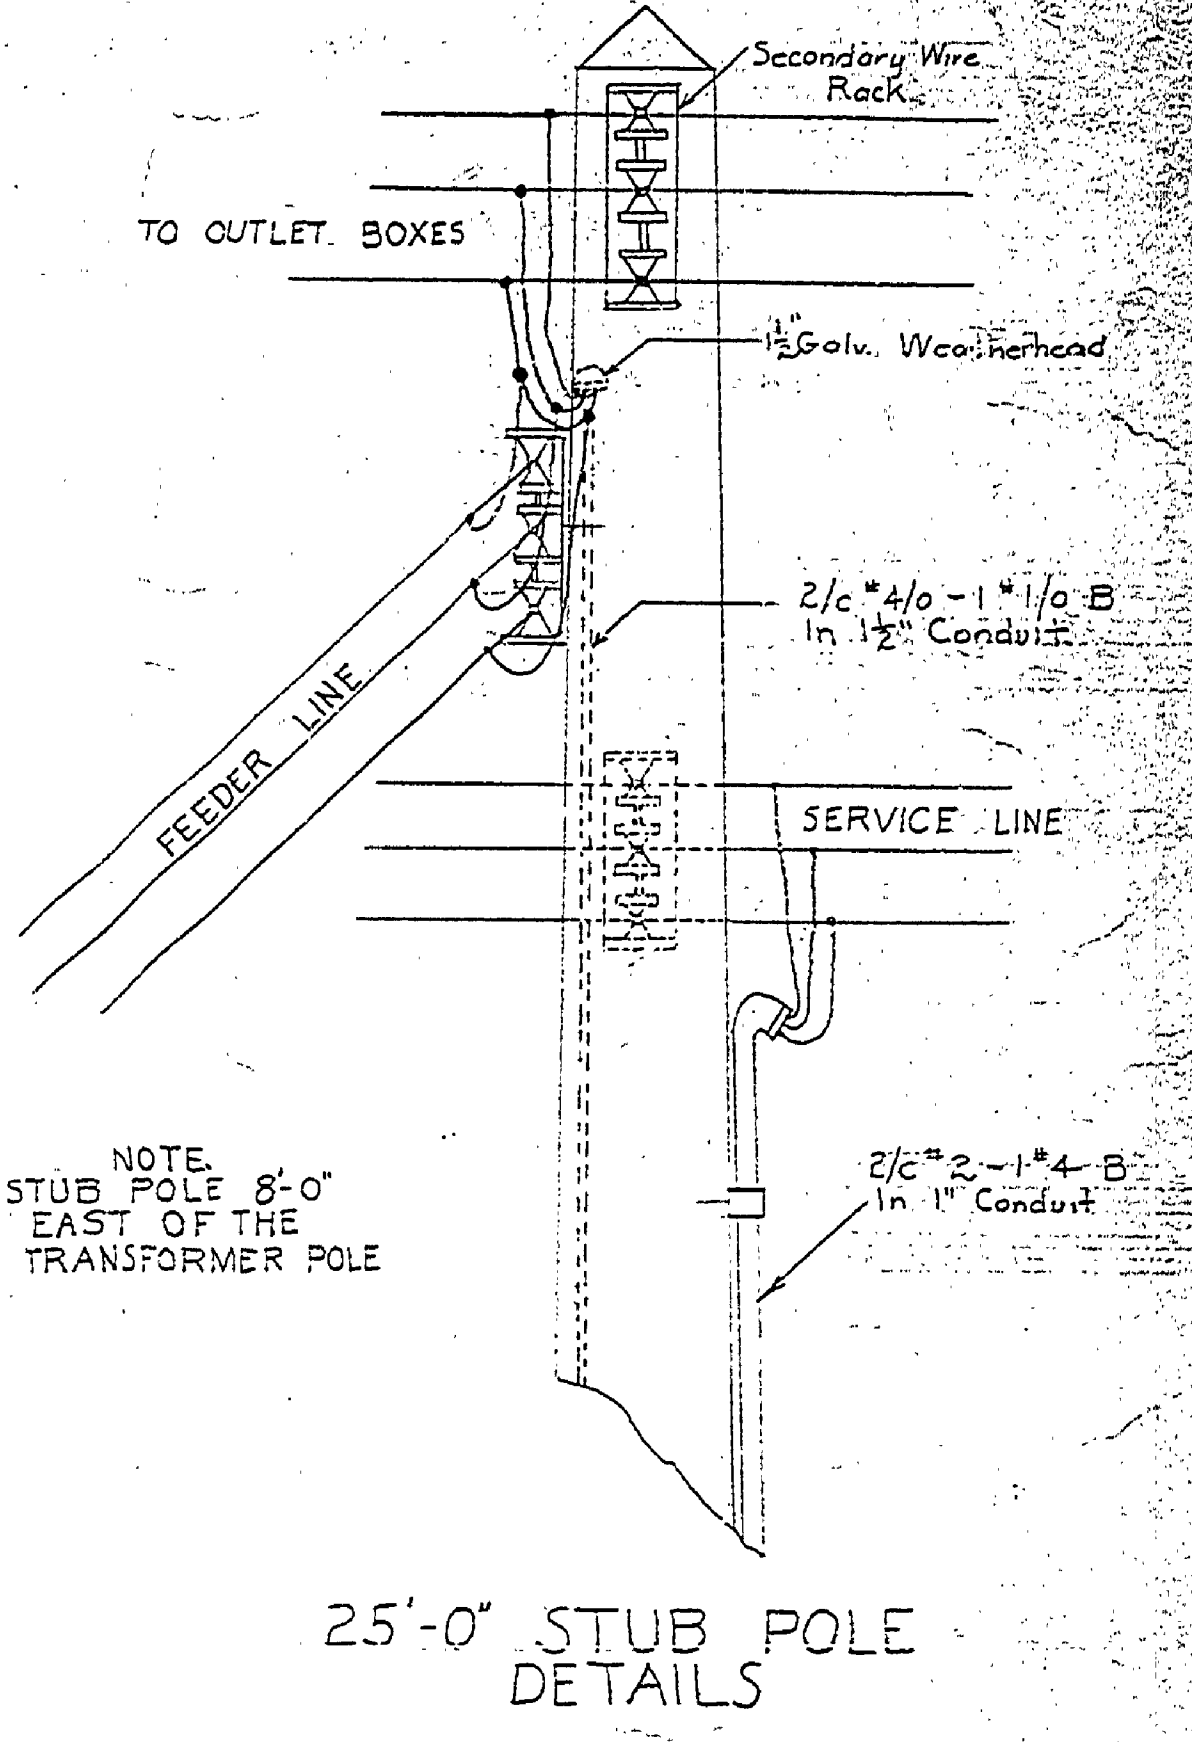 Secondary Wire
Rack
TO OUTLET BOXES
1½" Galv. Weatherhead
2/c #4/0 - 1 #1/0 B
In 1½" Conduit
FEEDER LINE
SERVICE LINE
NOTE.
STUB POLE 8'-0"
EAST OF THE
TRANSFORMER POLE
2/c #2 - 1 #4 B
In 1" Conduit
25'-0" STUB POLE
DETAILS